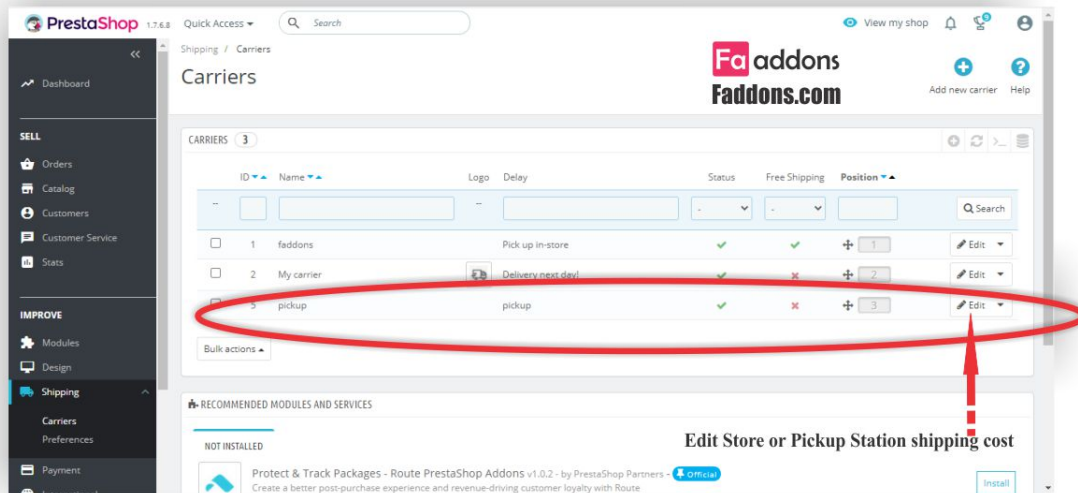 PrestaShop 1.7.6.8 Quick Access Search View my shop
Shipping / Carriers
Carriers
Fa addons
Faddons.com
Add new carrier Help
Dashboard
SELL
Orders
Catalog
Customers
Customer Service
Stats
IMPROVE
Modules
Design
Shipping
Carriers
Preferences
Payment
CARRIERS 3
ID Name Logo Delay Status Free Shipping Position
-- -- - - Search
1 faddons Pick up in-store 1 Edit
2 My carrier Delivery next day! 2 Edit
5 pickup pickup 3 Edit
Bulk actions
RECOMMENDED MODULES AND SERVICES
NOT INSTALLED
Edit Store or Pickup Station shipping cost
Protect & Track Packages - Route PrestaShop Addons v1.0.2 - by PrestaShop Partners - Official
Create a better post-purchase experience and revenue-driving customer loyalty with Route
Install